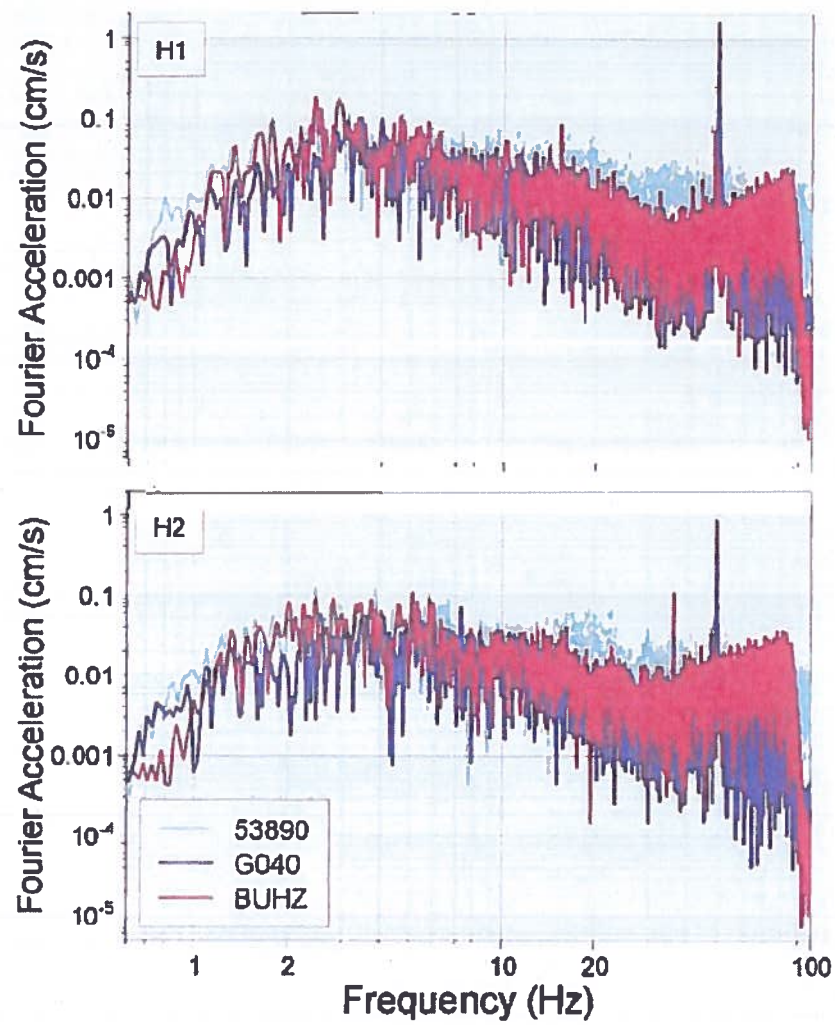 H1
Fourier Acceleration (cm/s)
1
0.1
0.01
0.001
10-4
10-5
H2
Fourier Acceleration (cm/s)
1
0.1
0.01
0.001
10-4
10-5
53890
G040
BUHZ
1 2 10 20 100
Frequency (Hz)